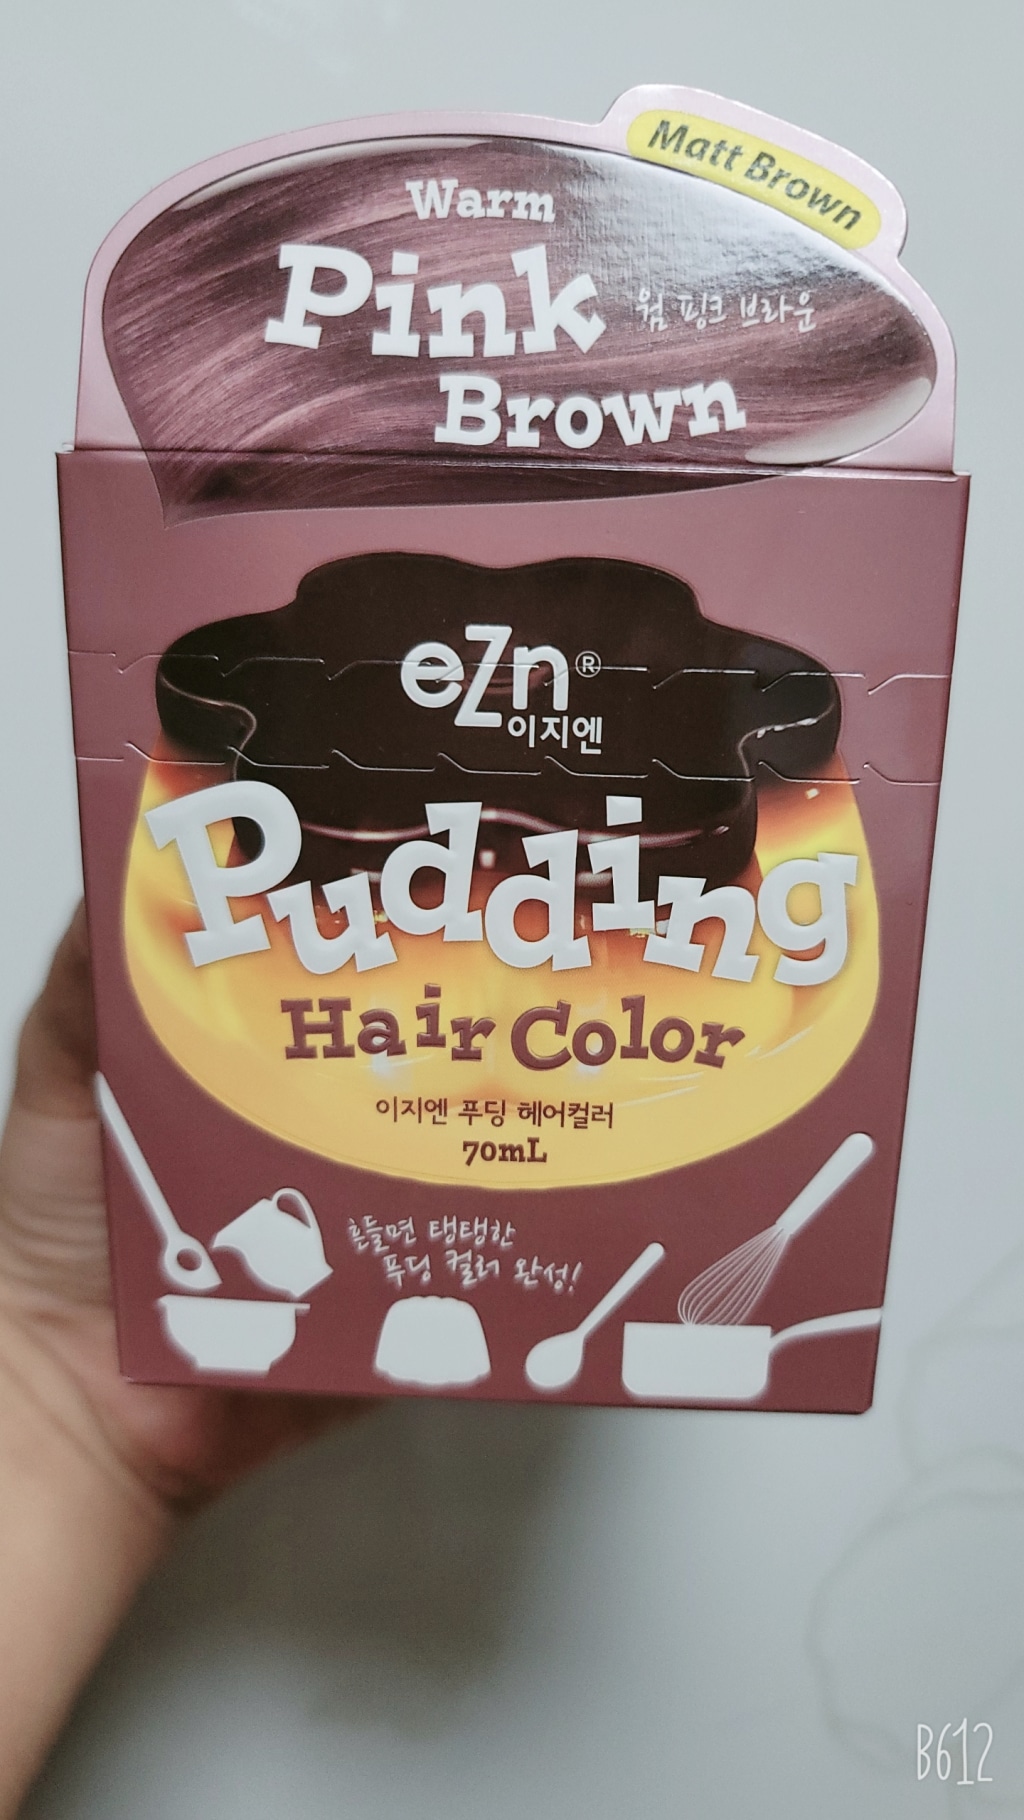 Matt Brown
Warm
Pink
웜 핑크 브라운
Brown
eZn®
이지엔
Pudding
Hair Color
이지엔 푸딩 헤어컬러
70mL
흔들면 탱탱한
푸딩 컬러 완성!
B612